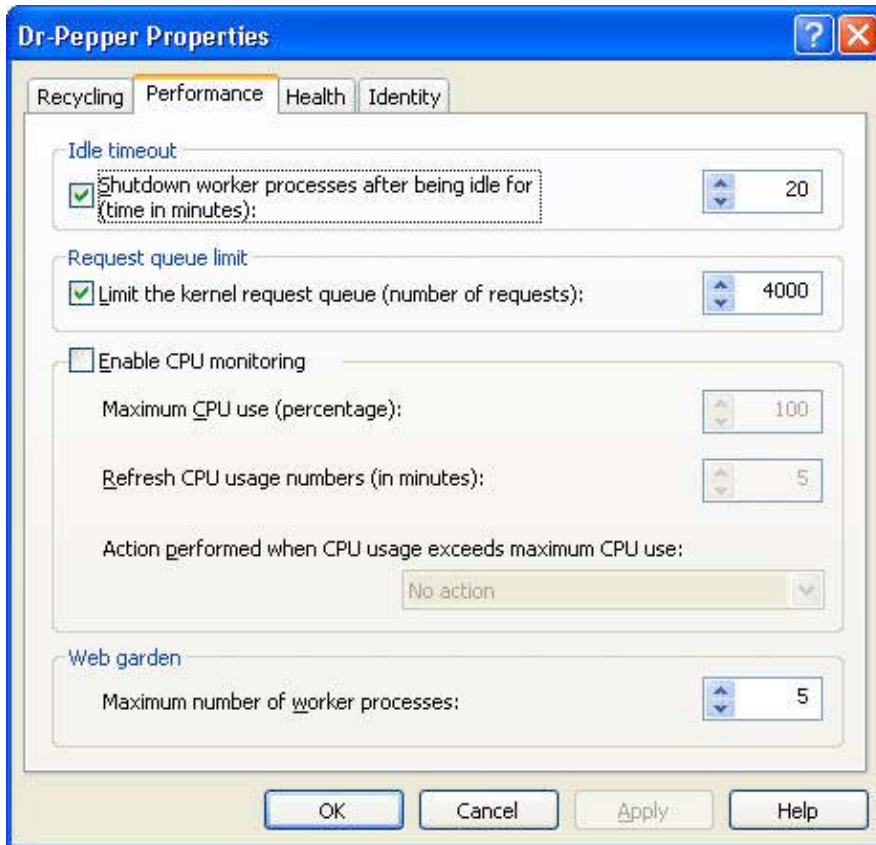 Dr-Pepper Properties
?
Recycling Performance Health Identity
Idle timeout
Shutdown worker processes after being idle for 20
(time in minutes):
Request queue limit
Limit the kernel request queue (number of requests): 4000
Enable CPU monitoring
Maximum CPU use (percentage): 100
Refresh CPU usage numbers (in minutes): 5
Action performed when CPU usage exceeds maximum CPU use:
No action
Web garden
Maximum number of worker processes: 5
OK Cancel Apply Help